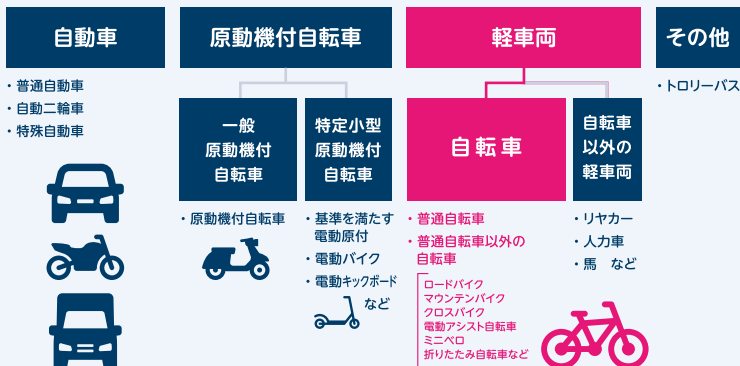 自動車
・普通自動車
・自動二輪車
・特殊自動車
原動機付自転車
一般
原動機付
自転車
・原動機付自転車
特定小型
原動機付
自転車
・基準を満たす
電動原付
・電動バイク
・電動キックボード
など
軽車両
自転車
・普通自転車
・普通自転車以外の
自転車
ロードバイク
マウンテンバイク
クロスバイク
電動アシスト自転車
ミニベロ
折りたたみ自転車など
自転車
以外の
軽車両
・リヤカー
・人力車
・馬 など
その他
・トロリーバス